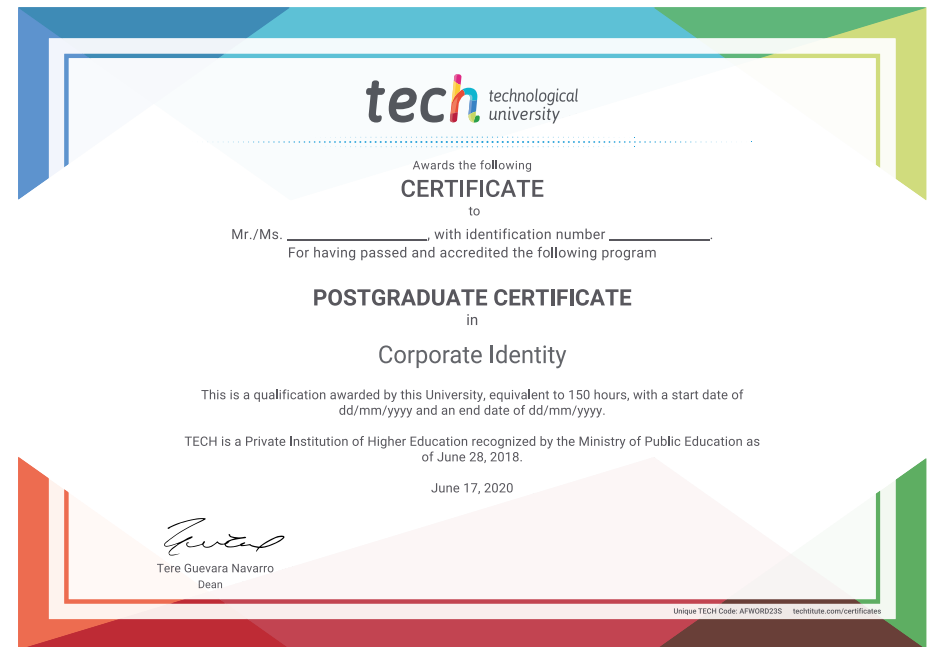 tech technological
university
Awards the following
CERTIFICATE
to
Mr./Ms. ____________________, with identification number ______________.
For having passed and accredited the following program
POSTGRADUATE CERTIFICATE
in
Corporate Identity
This is a qualification awarded by this University, equivalent to 150 hours, with a start date of
dd/mm/yyyy and an end date of dd/mm/yyyy.
TECH is a Private Institution of Higher Education recognized by the Ministry of Public Education as
of June 28, 2018.
June 17, 2020
Tere Guevara Navarro
Dean
Unique TECH Code: AFWORD23S techtitute.com/certificates